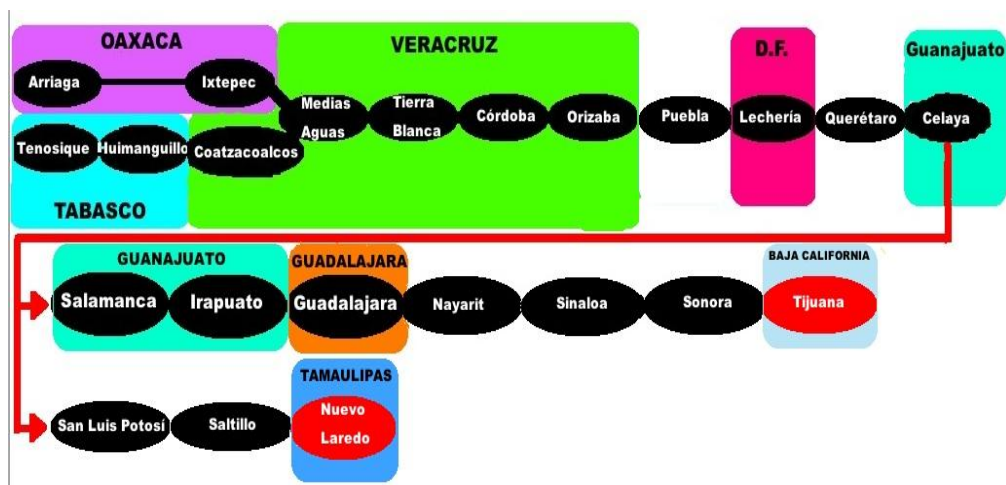 OAXACA
VERACRUZ
D.F.
Guanajuato
Arriaga
Ixtepec
Medias
Aguas
Tierra
Blanca
Córdoba
Orizaba
Puebla
Lechería
Querétaro
Celaya
Tenosique
Huimanguillo
Coatzacoalcos
TABASCO
GUANAJUATO
GUADALAJARA
BAJA CALIFORNIA
Salamanca
Irapuato
Guadalajara
Nayarit
Sinaloa
Sonora
Tijuana
TAMAULIPAS
San Luis Potosí
Saltillo
Nuevo
Laredo